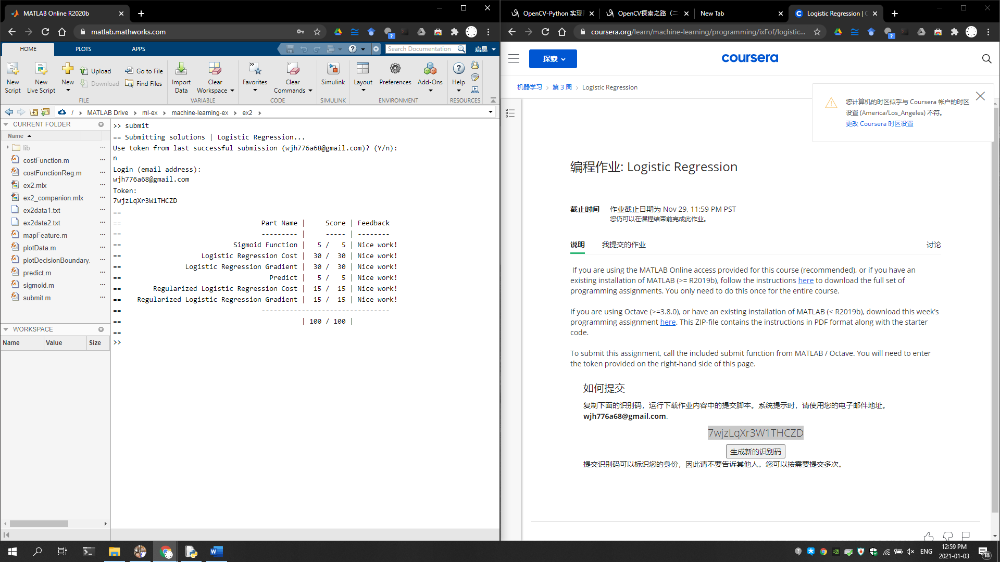 MATLAB Online R2020b
matlab.mathworks.com
HOME PLOTS APPS
Search Documentation
嘉昊
New Script
New Live Script
New
Upload
Download
Go to File
Find Files
Import Data
Clear Workspace
Favorites
Clear Commands
Simulink
Layout
Preferences
Add-Ons
Help
FILE VARIABLE CODE SIMULINK ENVIRONMENT RESOURCES
/ › MATLAB Drive › ml-ex › machine-learning-ex › ex2 ›
CURRENT FOLDER
Name
lib
costFunction.m
costFunctionReg.m
ex2.mlx
ex2_companion.mlx
ex2data1.txt
ex2data2.txt
mapFeature.m
plotData.m
plotDecisionBoundary.
predict.m
sigmoid.m
submit.m
WORKSPACE
Name Value Size
>> submit
== Submitting solutions | Logistic Regression...
Use token from last successful submission (wjh776a68@gmail.com)? (Y/n):
n
Login (email address):
wjh776a68@gmail.com
Token:
7wjzLqXr3W1THCZD
==
== Part Name | Score | Feedback
== --------- | ----- | --------
== Sigmoid Function | 5 / 5 | Nice work!
== Logistic Regression Cost | 30 / 30 | Nice work!
== Logistic Regression Gradient | 30 / 30 | Nice work!
== Predict | 5 / 5 | Nice work!
== Regularized Logistic Regression Cost | 15 / 15 | Nice work!
== Regularized Logistic Regression Gradient | 15 / 15 | Nice work!
== --------------------------------
== | 100 / 100 |
==
>>
OpenCV-Python 实现
OpenCV探索之路（二
New Tab
Logistic Regression |
coursera.org/learn/machine-learning/programming/ixFof/logistic...
探索
coursera
机器学习 › 第 3 周 › Logistic Regression
您计算机的时区似乎与 Coursera 帐户的时区
设置 (America/Los_Angeles) 不符。
更改 Coursera 时区设置
编程作业: Logistic Regression
截止时间 作业截止日期为 Nov 29, 11:59 PM PST
您仍可以在课程结束前完成此作业。
说明 我提交的作业 讨论
If you are using the MATLAB Online access provided for this course (recommended), or if you have an
existing installation of MATLAB (>= R2019b), follow the instructions here to download the full set of
programming assignments. You only need to do this once for the entire course.
If you are using Octave (>=3.8.0), or have an existing installation of MATLAB (< R2019b), download this week's
programming assignment here. This ZIP-file contains the instructions in PDF format along with the starter
code.
To submit this assignment, call the included submit function from MATLAB / Octave. You will need to enter
the token provided on the right-hand side of this page.
如何提交
复制下面的识别码，运行下载作业内容中的提交脚本。系统提示时，请使用您的电子邮件地址。
wjh776a68@gmail.com.
7wjzLqXr3W1THCZD
生成新的识别码
提交识别码可以标识您的身份，因此请不要告诉其他人。您可以按需要提交多次。
ENG
12:59 PM
2021-01-03
18